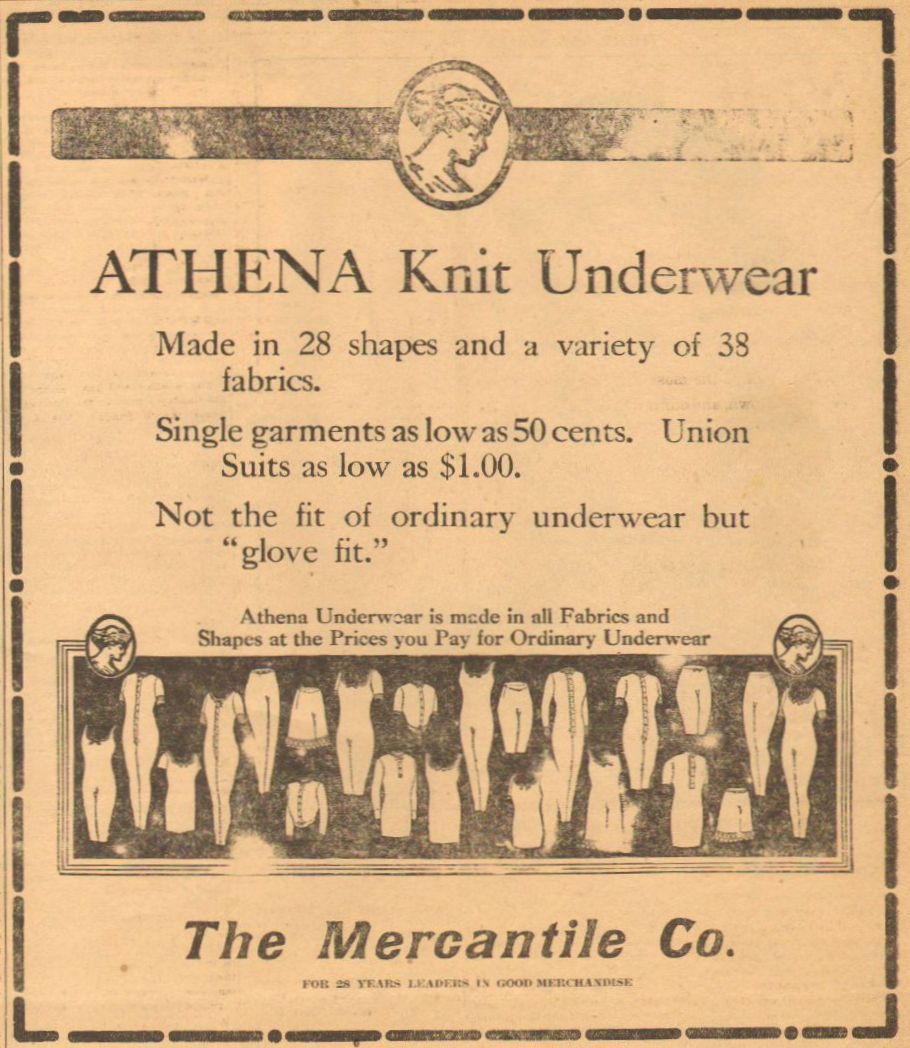 ATHENA Knit Underwear
Made in 28 shapes and a variety of 38
fabrics.
Single garments as low as 50 cents. Union
Suits as low as $1.00.
Not the fit of ordinary underwear but
“glove fit.”
Athena Underwear is made in all Fabrics and
Shapes at the Prices you Pay for Ordinary Underwear
The Mercantile Co.
FOR 28 YEARS LEADERS IN GOOD MERCHANDISE